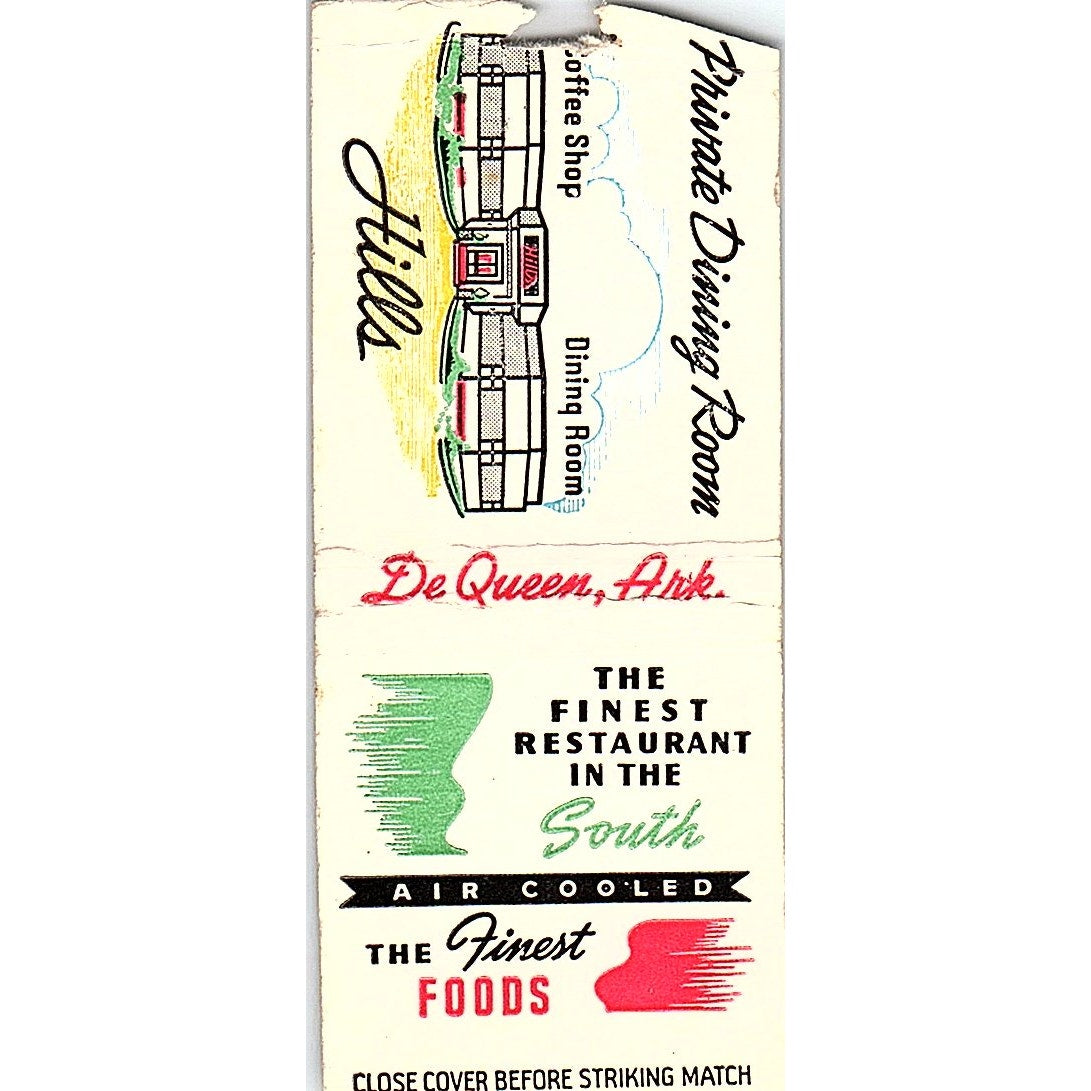 Private Dining Room
Coffee Shop
Dining Room
HILLS
Hills
De Queen, Ark.
THE
FINEST
RESTAURANT
IN THE
South
AIR COOLED
THE Finest
FOODS
CLOSE COVER BEFORE STRIKING MATCH